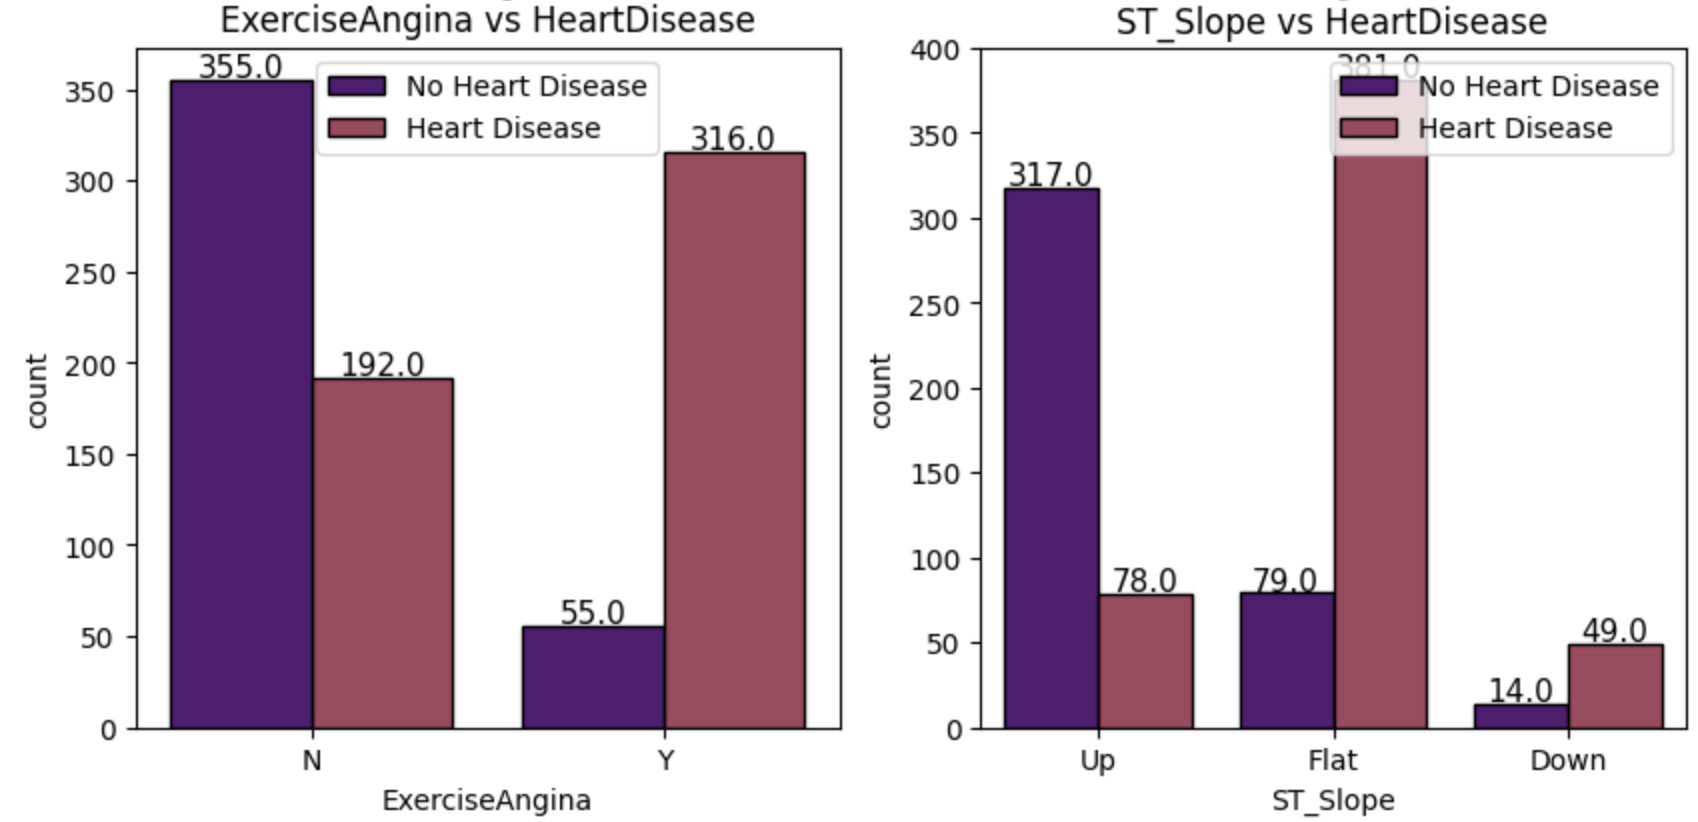 ExerciseAngina vs HeartDisease
355.0
No Heart Disease
Heart Disease
316.0
192.0
55.0
350
300
250
200
150
100
50
0
count
N
Y
ExerciseAngina
ST_Slope vs HeartDisease
381.0
No Heart Disease
Heart Disease
317.0
78.0
79.0
49.0
14.0
400
350
300
250
200
150
100
50
0
count
Up
Flat
Down
ST_Slope